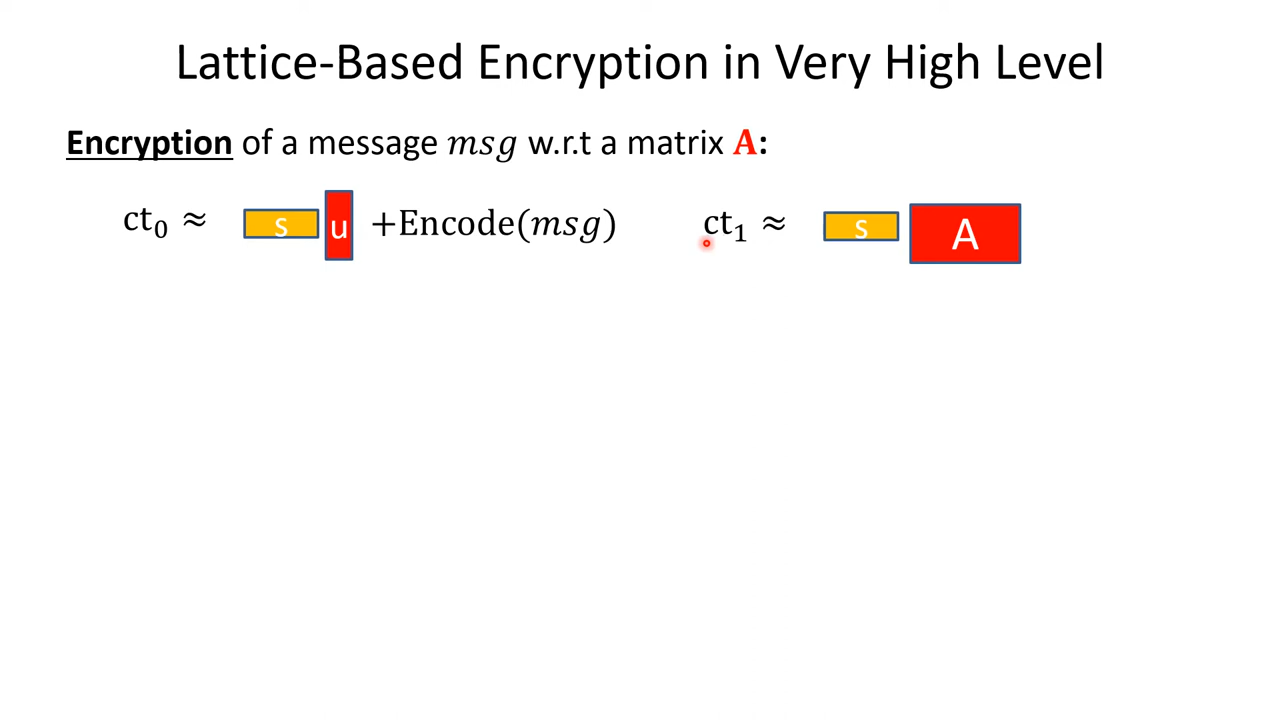 Lattice-Based Encryption in Very High Level
Encryption of a message msg w.r.t a matrix A:
ct₀ ≈ s u +Encode(msg) ct₁ ≈ s A